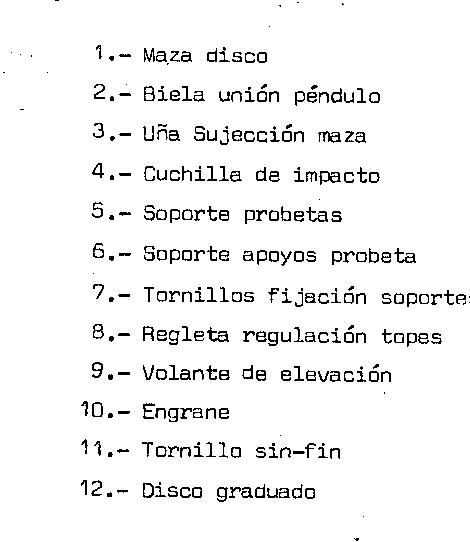 1.- Maza disco
2.- Biela unión péndulo
3.- Uña Sujección maza
4.- Cuchilla de impacto
5.- Soporte probetas
6.- Soporte apoyos probeta
7.- Tornillos fijación soporte
8.- Regleta regulación topes
9.- Volante de elevación
10.- Engrane
11.- Tornillo sin-fin
12.- Disco graduado